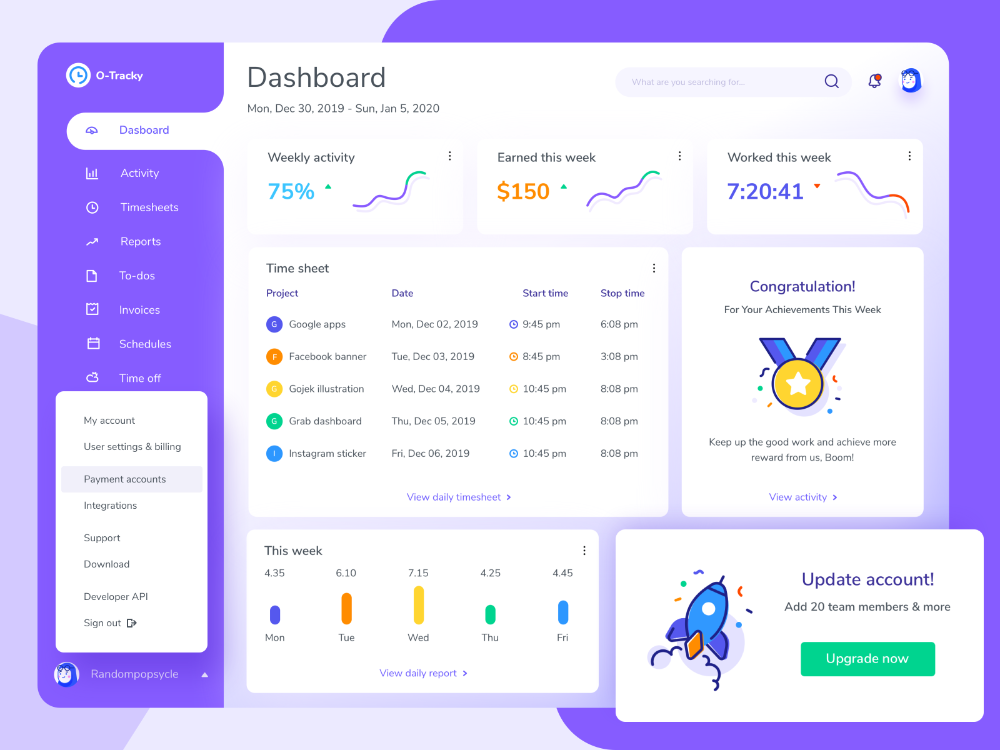 O-Tracky
Dasboard
Activity
Timesheets
Reports
To-dos
Invoices
Schedules
Time off
My account
User settings & billing
Payment accounts
Integrations
Support
Download
Developer API
Sign out
Randompopsycle
Dashboard
Mon, Dec 30, 2019 - Sun, Jan 5, 2020
What are you searching for...
Weekly activity
75%
Earned this week
$150
Worked this week
7:20:41
Time sheet
Project Date Start time Stop time
G Google apps Mon, Dec 02, 2019 9:45 pm 6:08 pm
F Facebook banner Tue, Dec 03, 2019 8:45 pm 3:08 pm
G Gojek illustration Wed, Dec 04, 2019 10:45 pm 8:08 pm
G Grab dashboard Thu, Dec 05, 2019 10:45 pm 8:08 pm
I Instagram sticker Fri, Dec 06, 2019 10:45 pm 8:08 pm
View daily timesheet >
Congratulation!
For Your Achievements This Week
Keep up the good work and achieve more
reward from us, Boom!
View activity >
This week
4.35 6.10 7.15 4.25 4.45
Mon Tue Wed Thu Fri
View daily report >
Update account!
Add 20 team members & more
Upgrade now